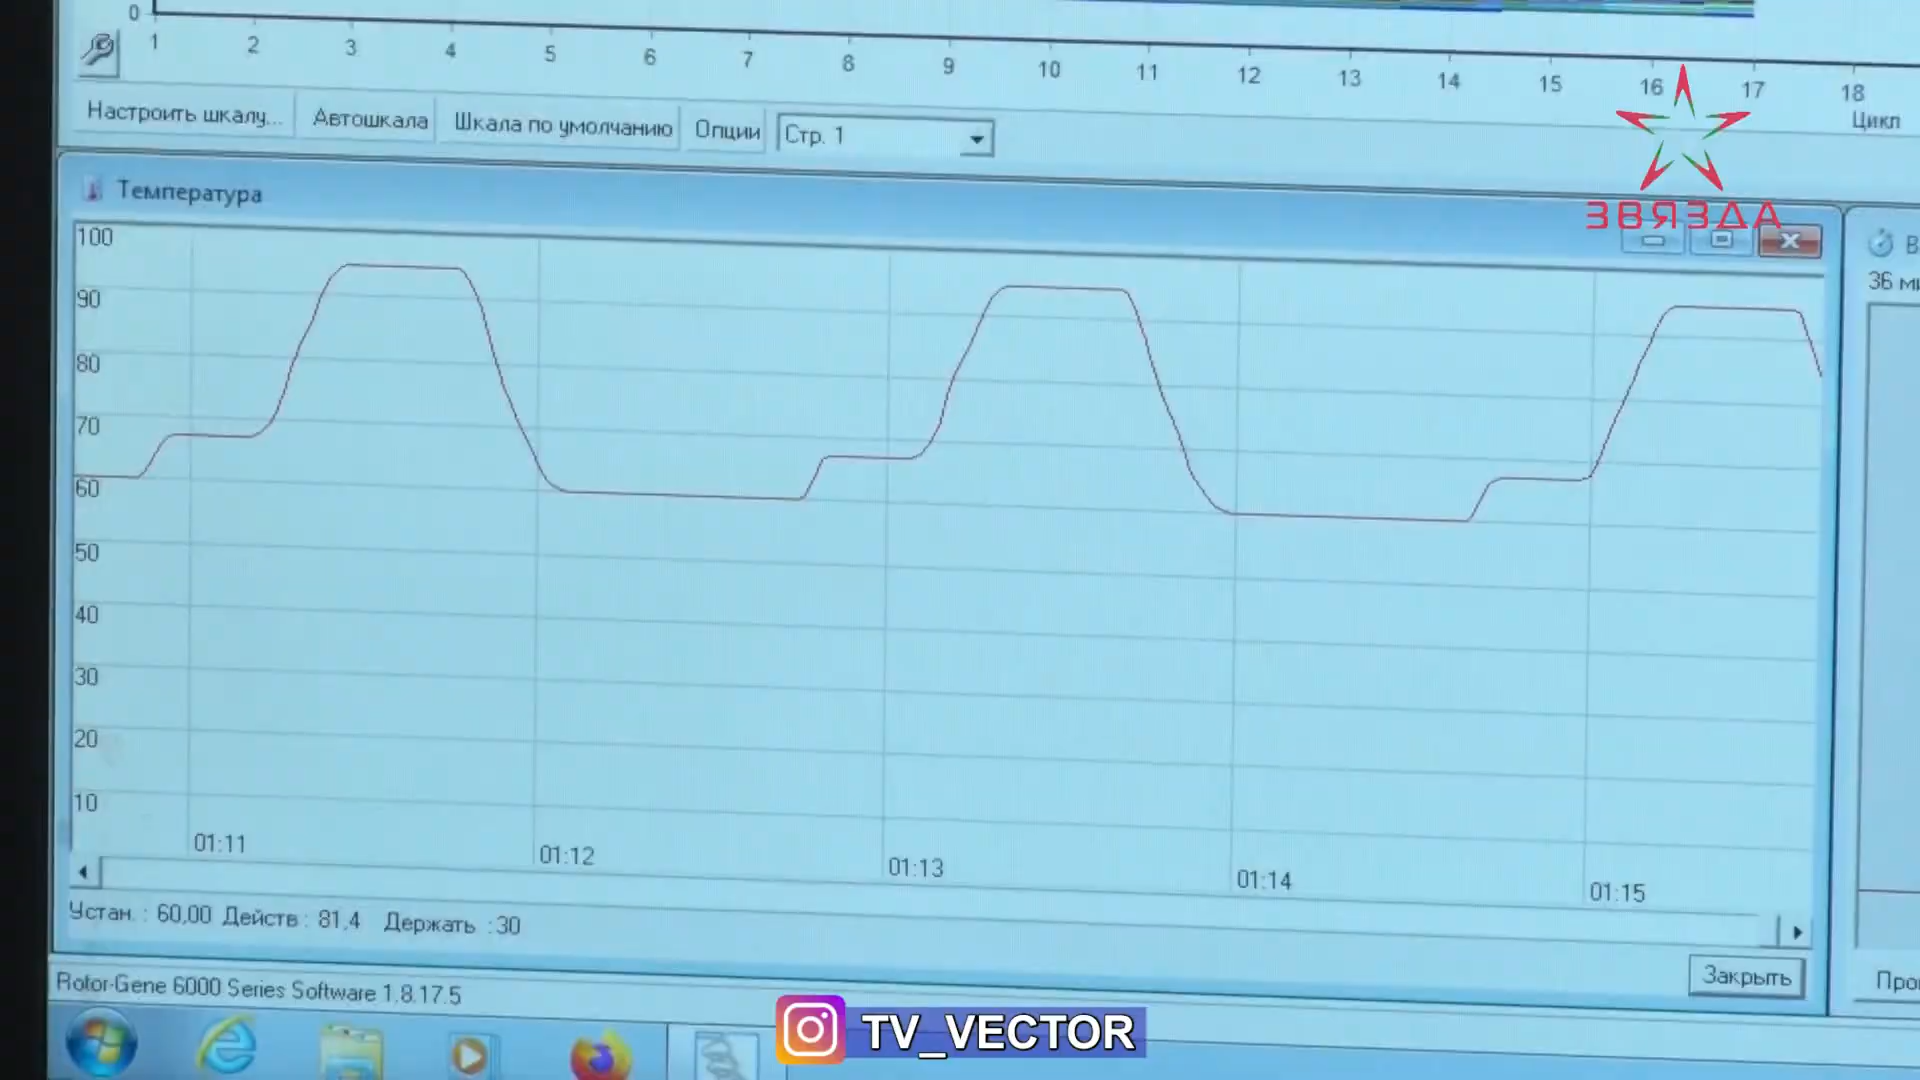 0
1 2 3 4 5 6 7 8 9 10 11 12 13 14 15 16 17 18
Цикл
Настроить шкалу... Автошкала Шкала по умолчанию Опции Стр. 1
ЗВЯЗДА
Температура
36
100
90
80
70
60
50
40
30
20
10
01:11 01:12 01:13 01:14 01:15
Устан. : 60,00 Действ : 81,4 Держать : 30
Закрыть
Rotor-Gene 6000 Series Software 1.8.17.5
TV_VECTOR